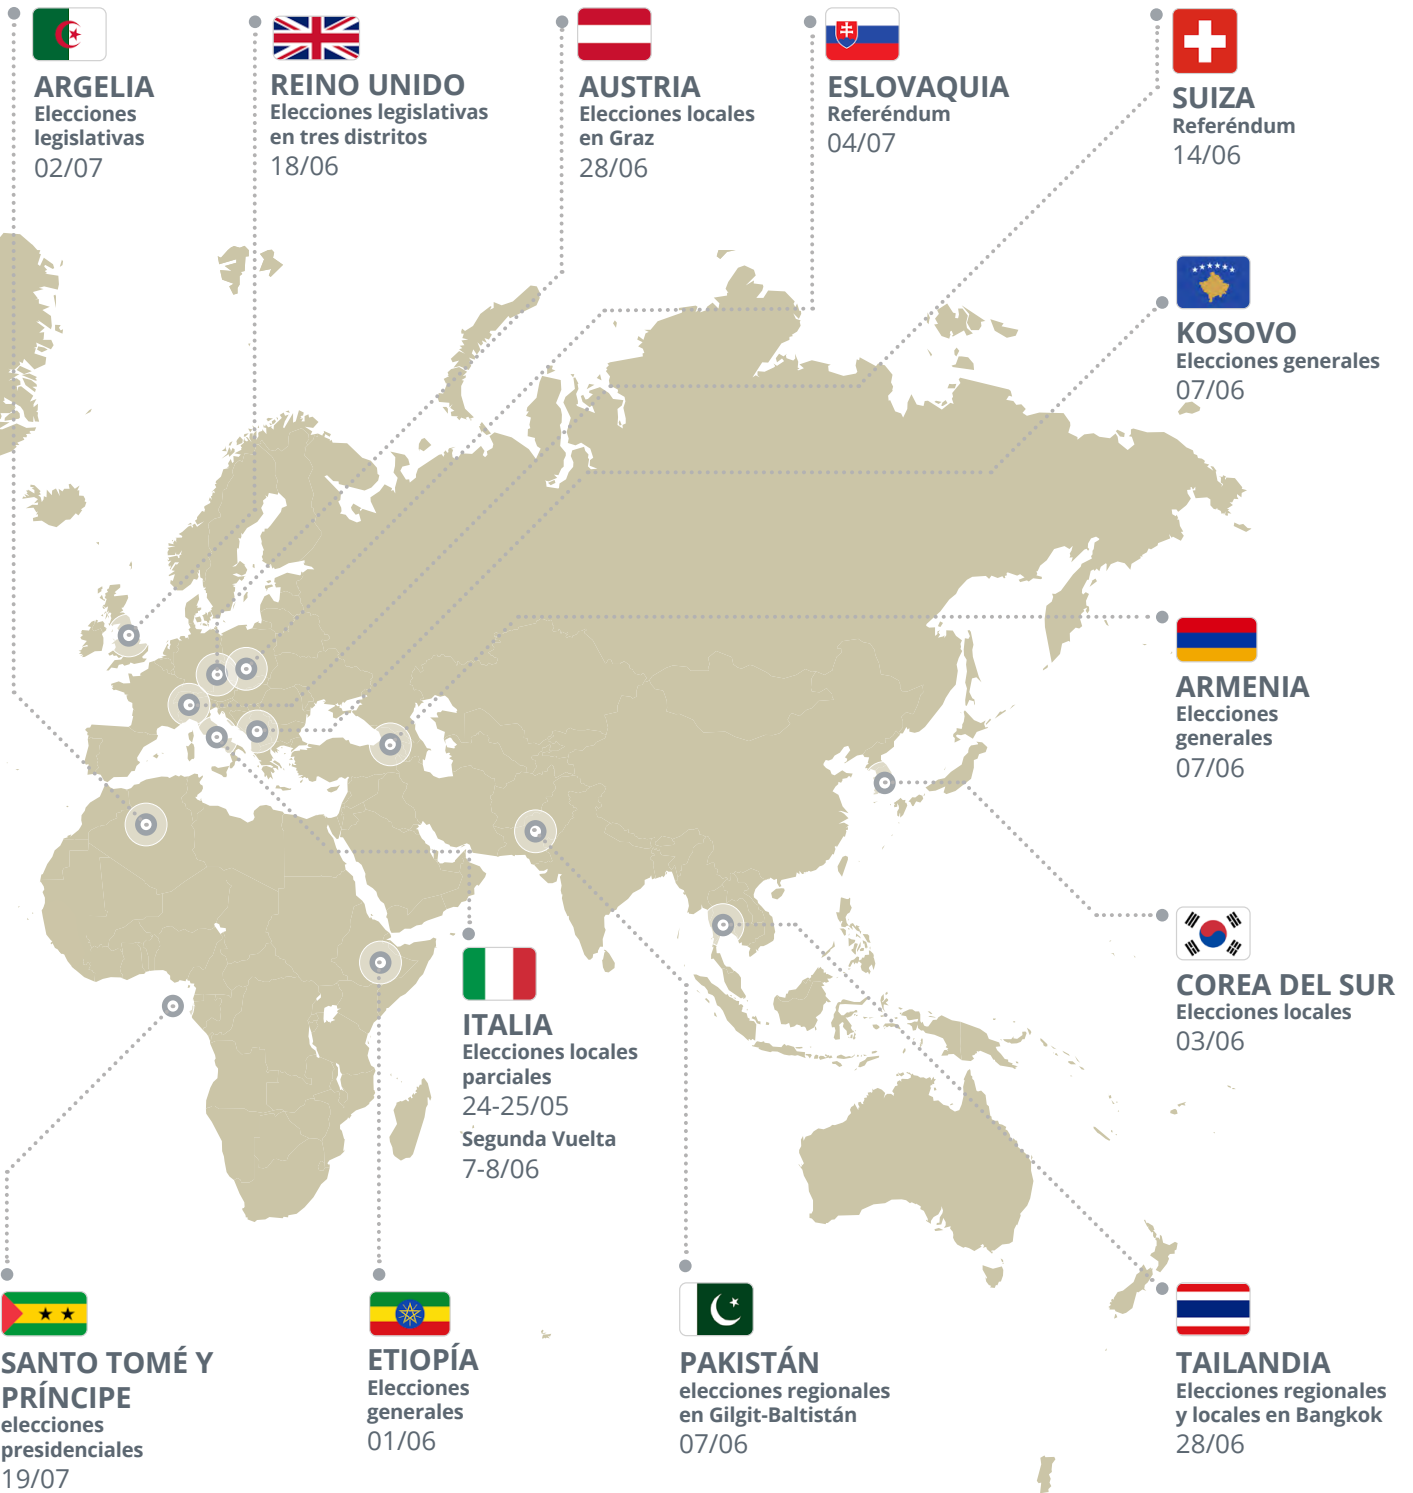 ARGELIA
Elecciones
legislativas
02/07
REINO UNIDO
Elecciones legislativas
en tres distritos
18/06
AUSTRIA
Elecciones locales
en Graz
28/06
ESLOVAQUIA
Referéndum
04/07
SUIZA
Referéndum
14/06
KOSOVO
Elecciones generales
07/06
ARMENIA
Elecciones
generales
07/06
COREA DEL SUR
Elecciones locales
03/06
ITALIA
Elecciones locales
parciales
24-25/05
Segunda Vuelta
7-8/06
SANTO TOMÉ Y
PRÍNCIPE
elecciones
presidenciales
19/07
ETIOPÍA
Elecciones
generales
01/06
PAKISTÁN
elecciones regionales
en Gilgit-Baltistán
07/06
TAILANDIA
Elecciones regionales
y locales en Bangkok
28/06